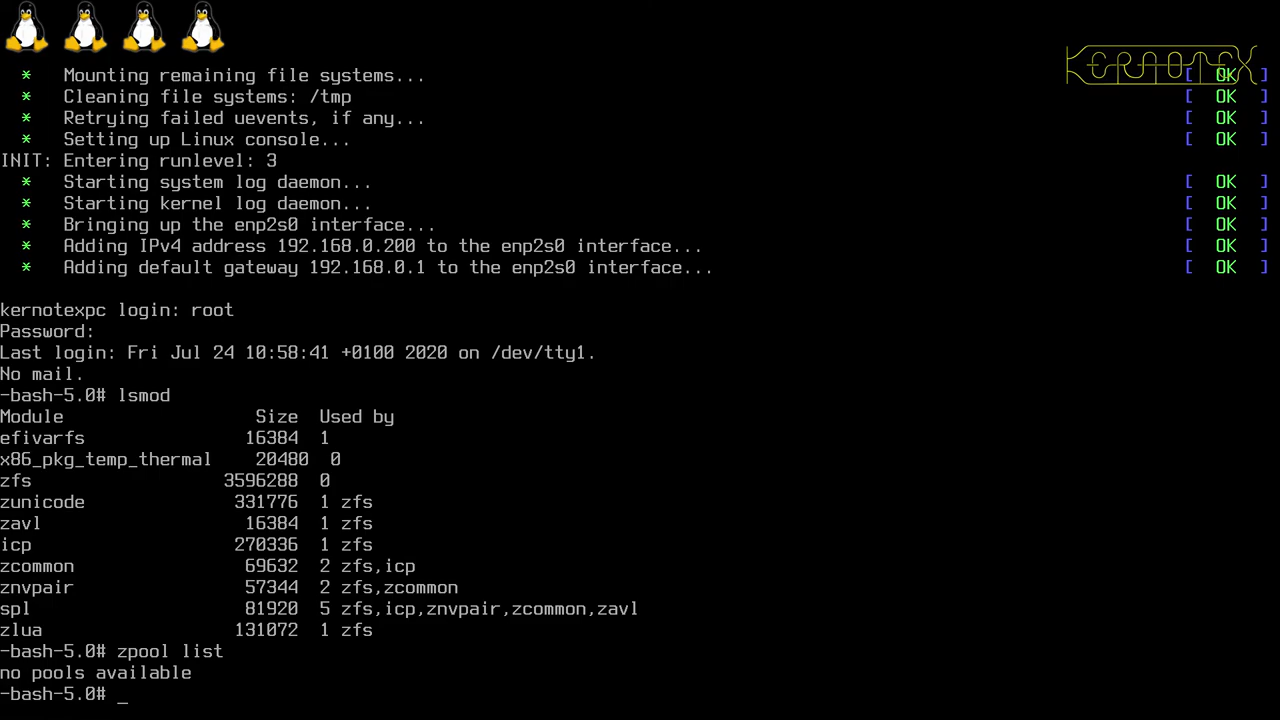 KERNOTEX
* Mounting remaining file systems... [ OK ]
* Cleaning file systems: /tmp [ OK ]
* Retrying failed uevents, if any... [ OK ]
* Setting up Linux console... [ OK ]
INIT: Entering runlevel: 3
* Starting system log daemon... [ OK ]
* Starting kernel log daemon... [ OK ]
* Bringing up the enp2s0 interface... [ OK ]
* Adding IPv4 address 192.168.0.200 to the enp2s0 interface... [ OK ]
* Adding default gateway 192.168.0.1 to the enp2s0 interface... [ OK ]
kernotexpc login: root
Password:
Last login: Fri Jul 24 10:58:41 +0100 2020 on /dev/tty1.
No mail.
-bash-5.0# lsmod
Module Size Used by
efivarfs 16384 1
x86_pkg_temp_thermal 20480 0
zfs 3596288 0
zunicode 331776 1 zfs
zavl 16384 1 zfs
icp 270336 1 zfs
zcommon 69632 2 zfs,icp
znvpair 57344 2 zfs,zcommon
spl 81920 5 zfs,icp,znvpair,zcommon,zavl
zlua 131072 1 zfs
-bash-5.0# zpool list
no pools available
-bash-5.0# _